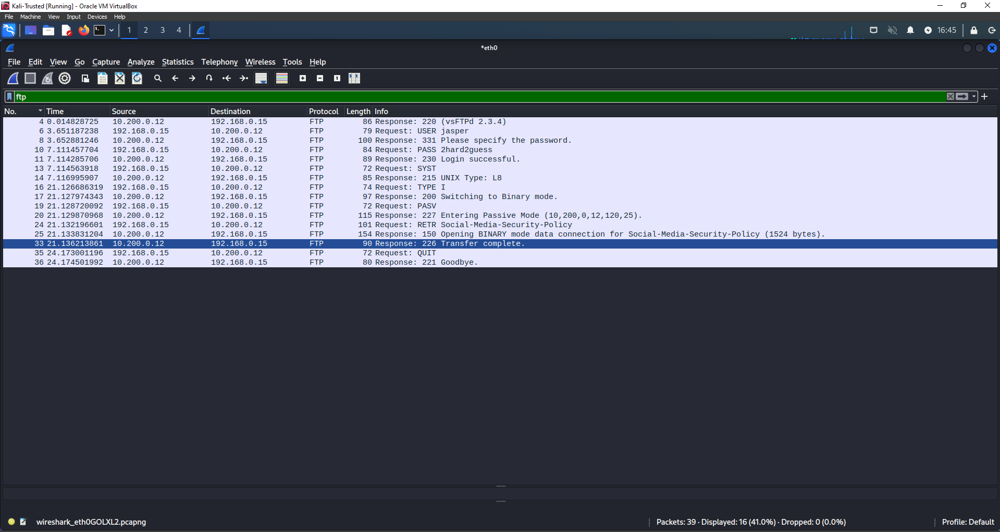 Kali-Trusted [Running] - Oracle VM VirtualBox
File Machine View Input Devices Help
1 2 3 4 16:45
*eth0
File Edit View Go Capture Analyze Statistics Telephony Wireless Tools Help
ftp
No. Time Source Destination Protocol Length Info
4 0.014828725 10.200.0.12 192.168.0.15 FTP 86 Response: 220 (vsFTPd 2.3.4)
6 3.651187238 192.168.0.15 10.200.0.12 FTP 79 Request: USER jasper
8 3.652881246 10.200.0.12 192.168.0.15 FTP 100 Response: 331 Please specify the password.
10 7.111457704 192.168.0.15 10.200.0.12 FTP 84 Request: PASS 2hard2guess
11 7.114285706 10.200.0.12 192.168.0.15 FTP 89 Response: 230 Login successful.
13 7.114563918 192.168.0.15 10.200.0.12 FTP 72 Request: SYST
14 7.116995907 10.200.0.12 192.168.0.15 FTP 85 Response: 215 UNIX Type: L8
16 21.126686319 192.168.0.15 10.200.0.12 FTP 74 Request: TYPE I
17 21.127974343 10.200.0.12 192.168.0.15 FTP 97 Response: 200 Switching to Binary mode.
19 21.128720092 192.168.0.15 10.200.0.12 FTP 72 Request: PASV
20 21.129870968 10.200.0.12 192.168.0.15 FTP 115 Response: 227 Entering Passive Mode (10,200,0,12,120,25).
24 21.132196601 192.168.0.15 10.200.0.12 FTP 101 Request: RETR Social-Media-Security-Policy
25 21.133831204 10.200.0.12 192.168.0.15 FTP 154 Response: 150 Opening BINARY mode data connection for Social-Media-Security-Policy (1524 bytes).
33 21.136213861 10.200.0.12 192.168.0.15 FTP 90 Response: 226 Transfer complete.
35 24.173001196 192.168.0.15 10.200.0.12 FTP 72 Request: QUIT
36 24.174501992 10.200.0.12 192.168.0.15 FTP 80 Response: 221 Goodbye.
wireshark_eth0GOLXL2.pcapng Packets: 39 · Displayed: 16 (41.0%) · Dropped: 0 (0.0%) Profile: Default